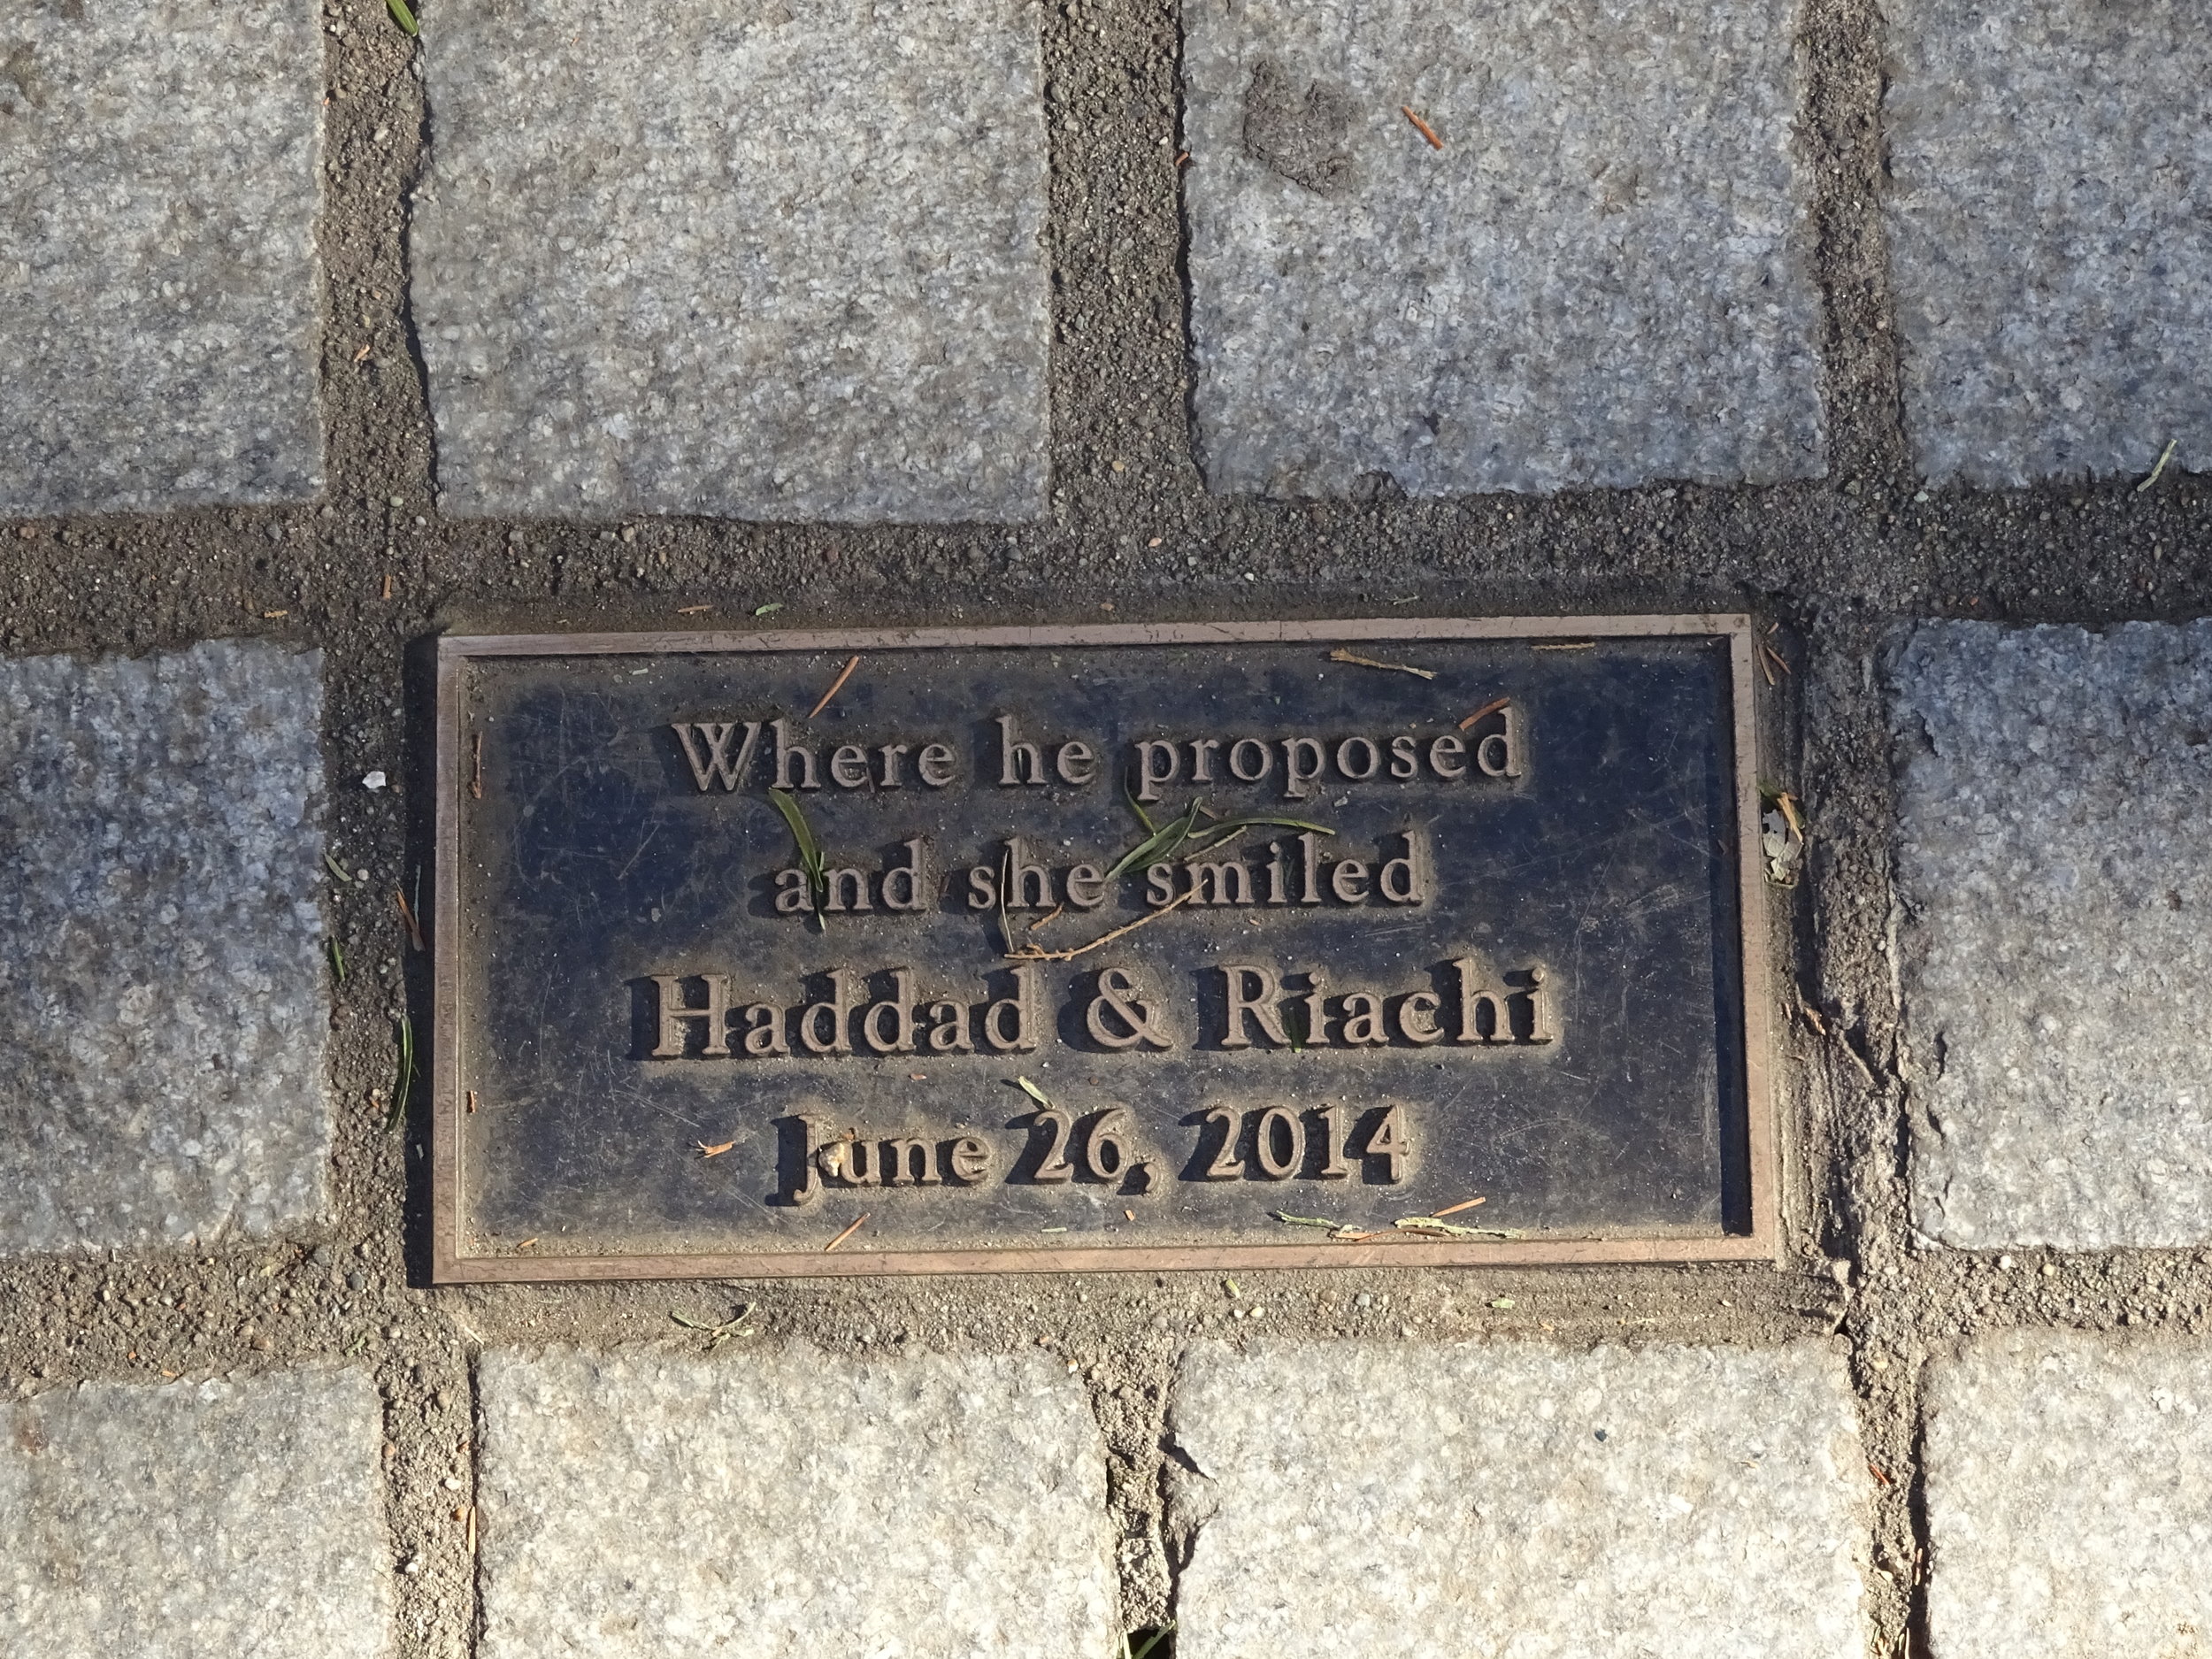 Where he proposed
and she smiled
Haddad & Riachi
June 26, 2014